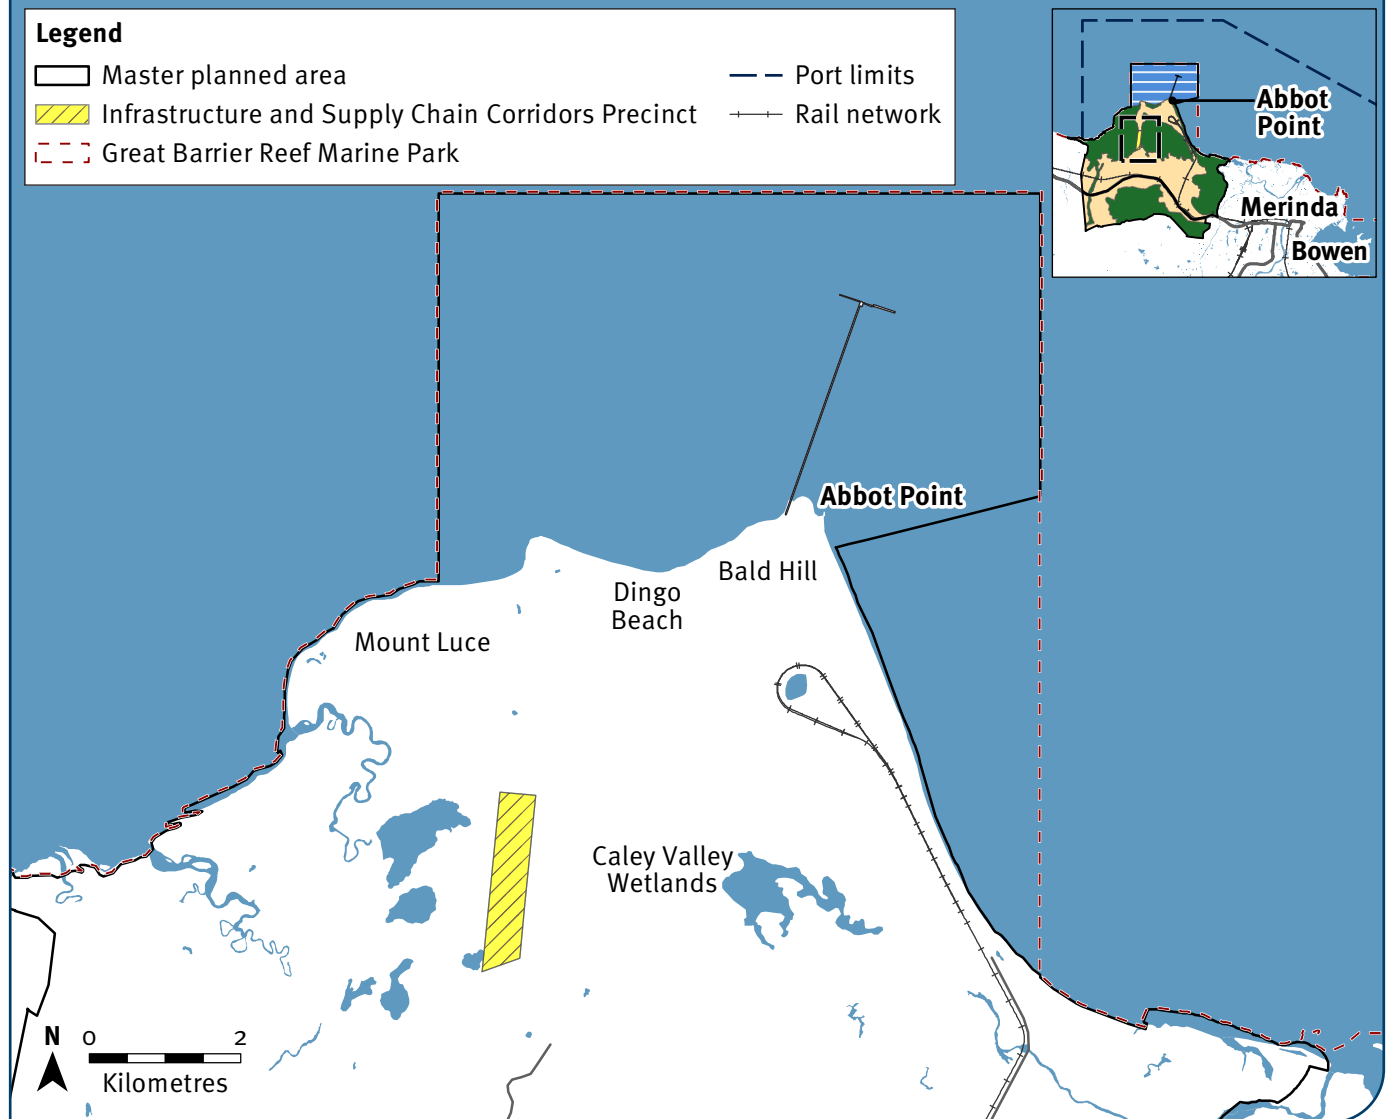 Legend
Master planned area
Infrastructure and Supply Chain Corridors Precinct
Great Barrier Reef Marine Park
Port limits
Rail network
Abbot
Point
Merinda
Bowen
Abbot Point
Bald Hill
Dingo
Beach
Mount Luce
Caley Valley
Wetlands
N
0 2
Kilometres